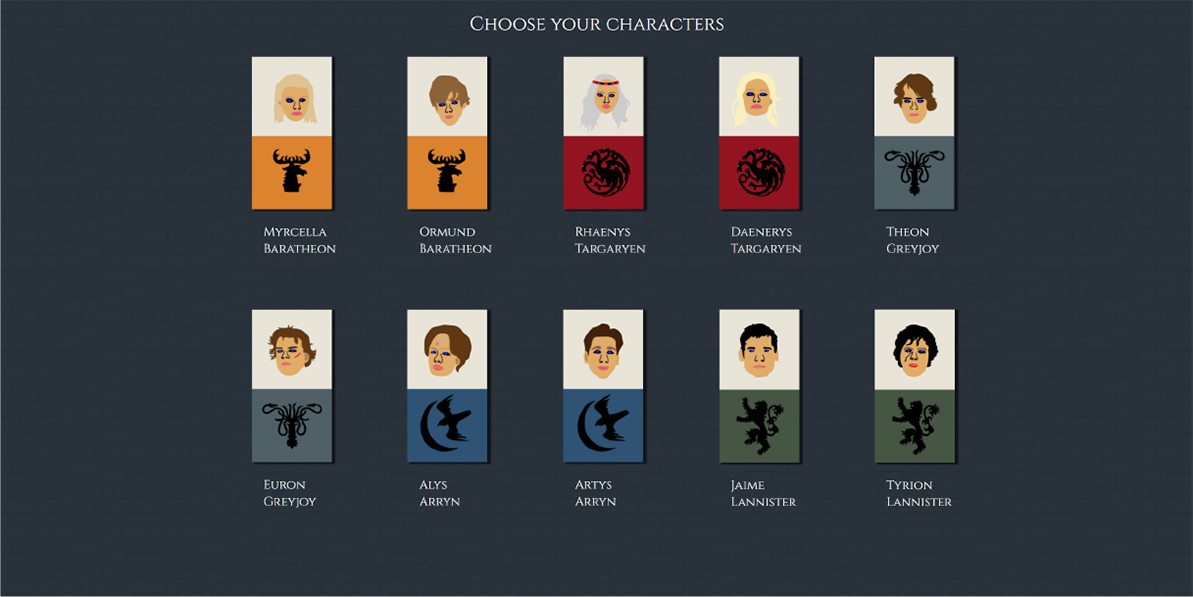 Choose your characters
Myrcella
Baratheon
Ormund
Baratheon
Rhaenys
Targaryen
Daenerys
Targaryen
Theon
Greyjoy
Euron
Greyjoy
Alys
Arryn
Artys
Arryn
Jaime
Lannister
Tyrion
Lannister